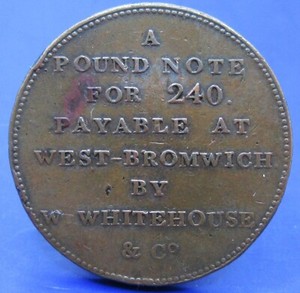 A
POUND NOTE
FOR 240.
PAYABLE AT
WEST-BROMWICH
BY
W WHITEHOUSE
& Co